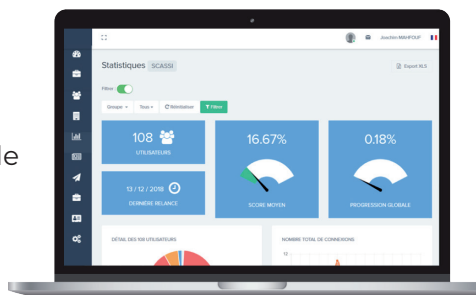 Joachim MAHFOUF
Statistiques SCASSI
Export XLS
Filtrer
Groupe Tous Réinitialiser Filtrer
108
UTILISATEURS
13 / 12 / 2018
DERNIÈRE RELANCE
16.67%
SCORE MOYEN
0.18%
PROGRESSION GLOBALE
le
DÉTAIL DES 108 UTILISATEURS
NOMBRE TOTAL DE CONNEXIONS
12